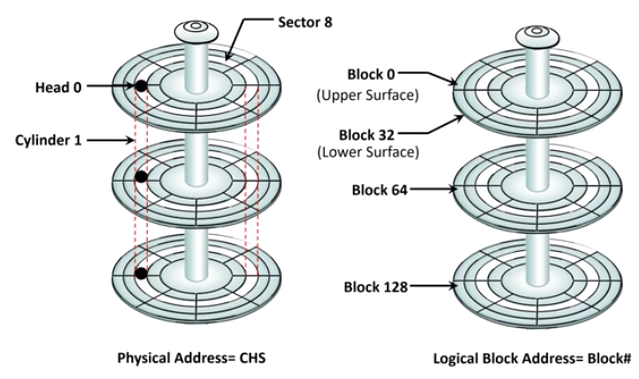 Sector 8
Head 0
Cylinder 1
Physical Address= CHS
Block 0
(Upper Surface)
Block 32
(Lower Surface)
Block 64
Block 128
Logical Block Address= Block#